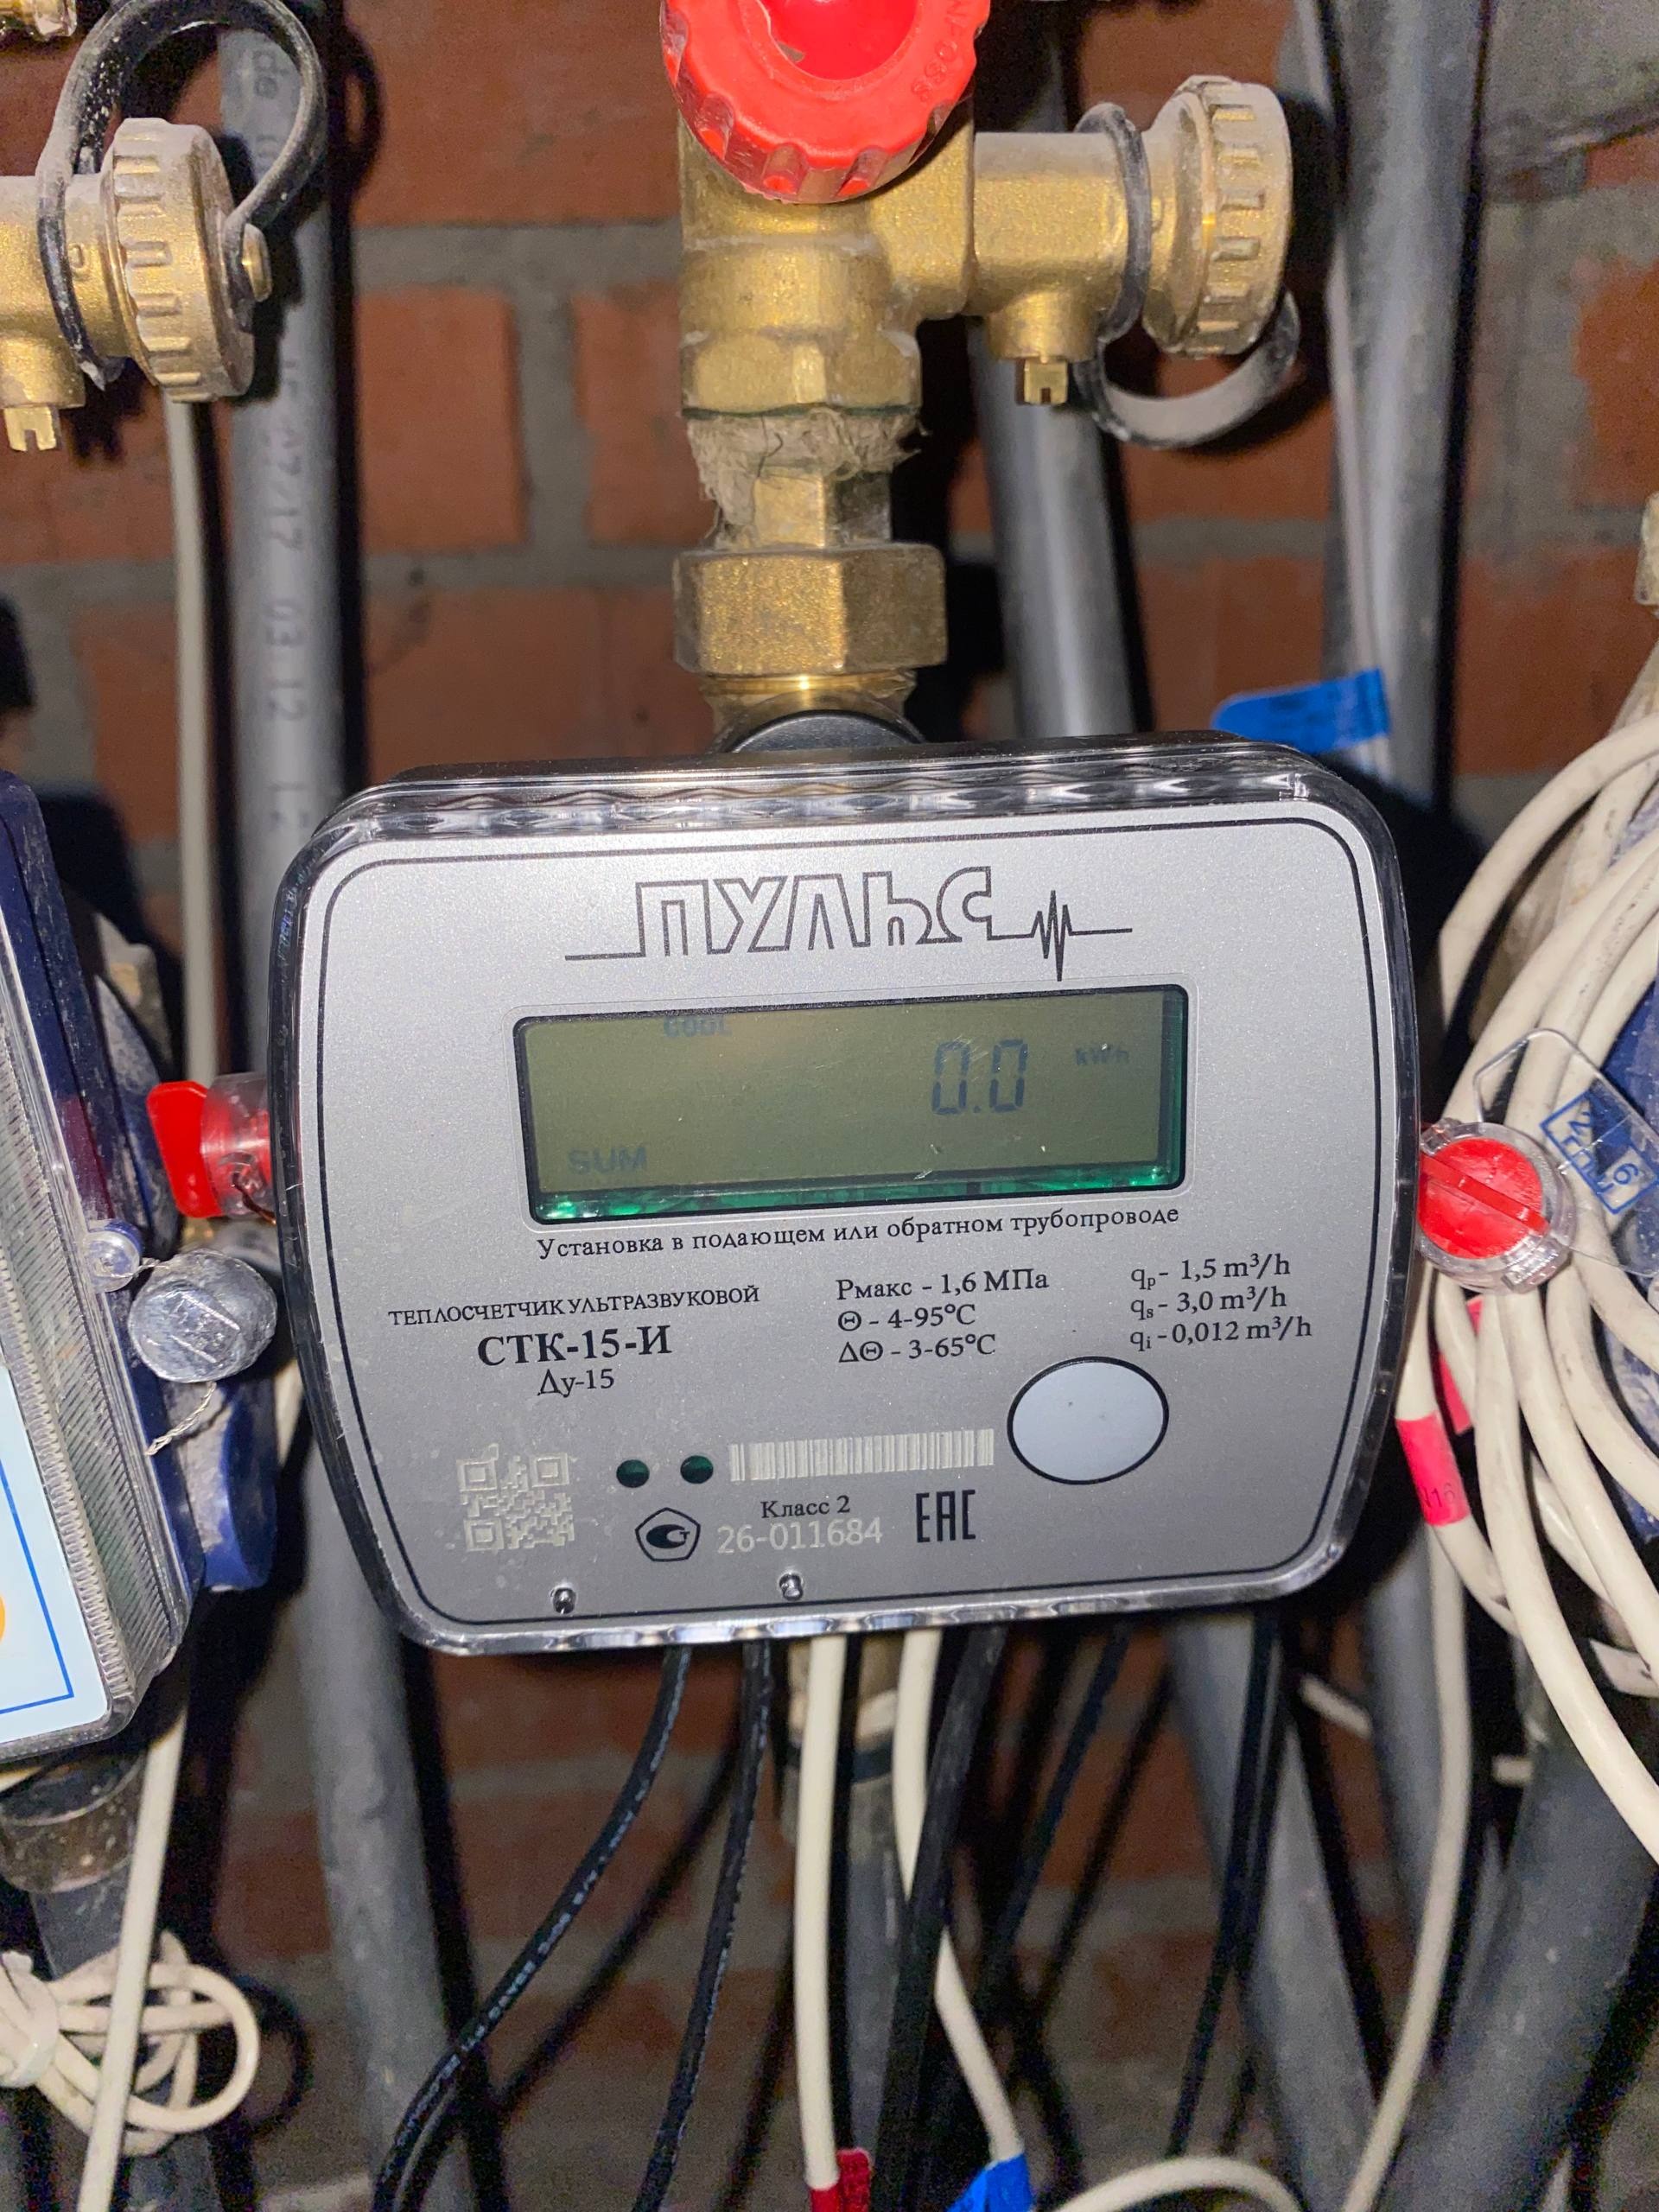 ПУЛЬС
COOL
0.0 kWh
SUM
Установка в подающем или обратном трубопроводе
ТЕПЛОСЧЕТЧИК УЛЬТРАЗВУКОВОЙ
СТК-15-И
Ду-15
Рмакс - 1,6 МПа
Θ - 4-95°C
ΔΘ - 3-65°C
qp - 1,5 m³/h
qs - 3,0 m³/h
qi - 0,012 m³/h
Класс 2
26-011684
ЕАС